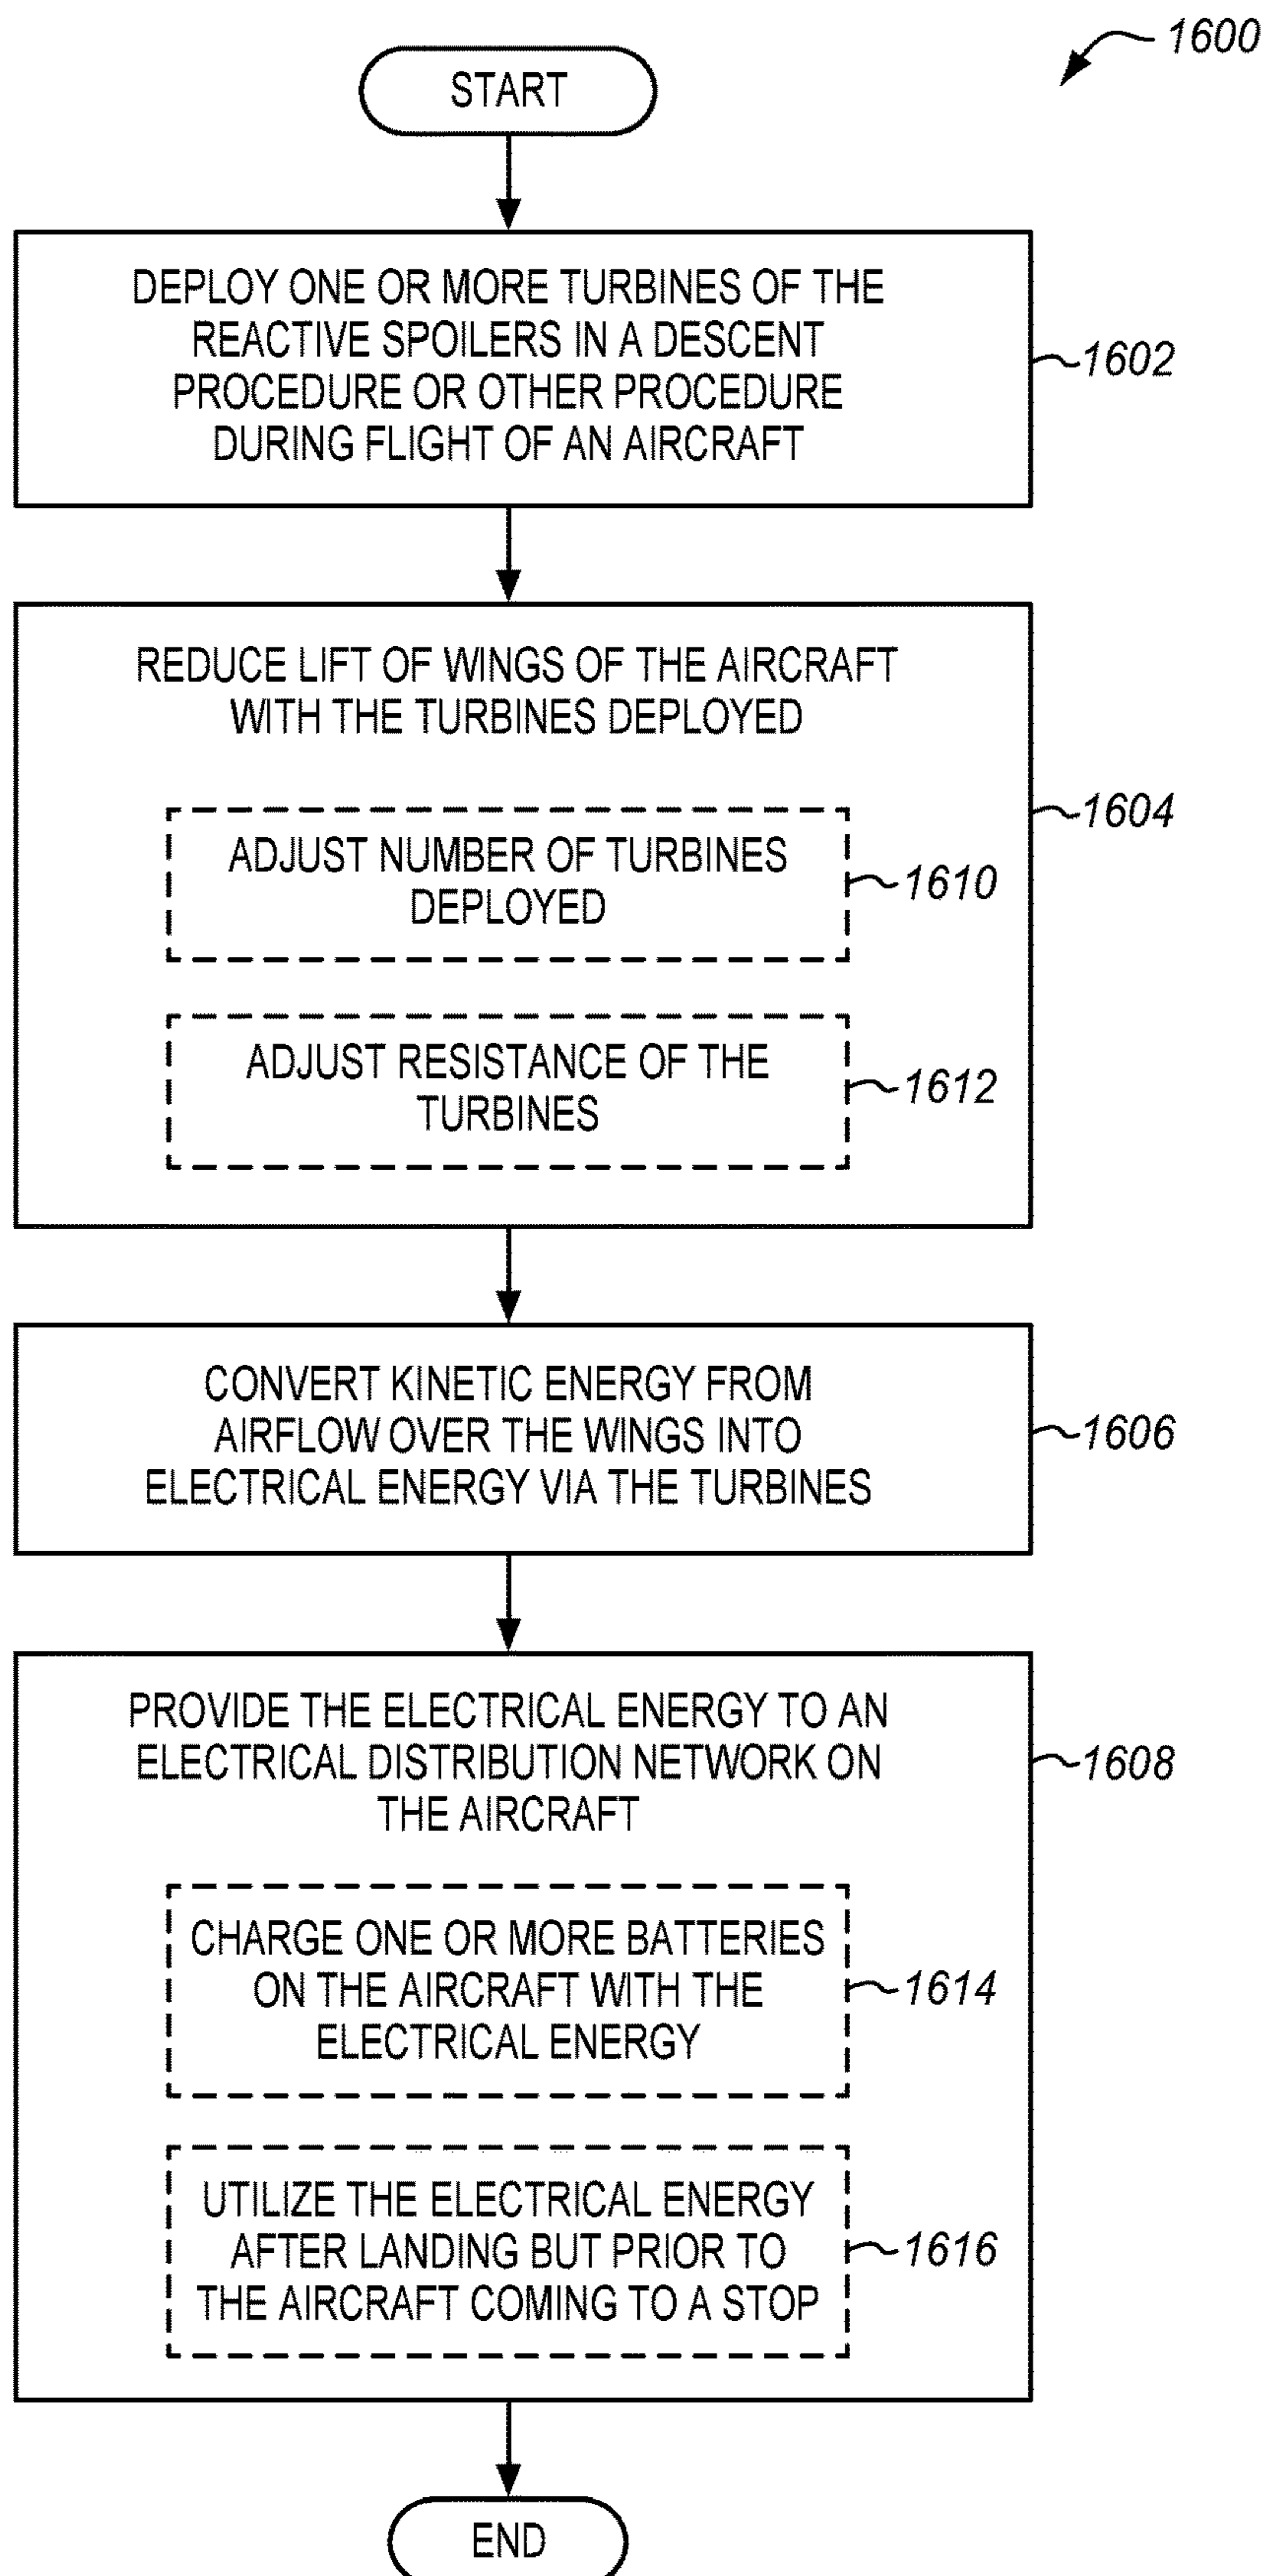 1600
START
DEPLOY ONE OR MORE TURBINES OF THE
REACTIVE SPOILERS IN A DESCENT
PROCEDURE OR OTHER PROCEDURE
DURING FLIGHT OF AN AIRCRAFT
1602
REDUCE LIFT OF WINGS OF THE AIRCRAFT
WITH THE TURBINES DEPLOYED
1604
ADJUST NUMBER OF TURBINES
DEPLOYED
1610
ADJUST RESISTANCE OF THE
TURBINES
1612
CONVERT KINETIC ENERGY FROM
AIRFLOW OVER THE WINGS INTO
ELECTRICAL ENERGY VIA THE TURBINES
1606
PROVIDE THE ELECTRICAL ENERGY TO AN
ELECTRICAL DISTRIBUTION NETWORK ON
THE AIRCRAFT
1608
CHARGE ONE OR MORE BATTERIES
ON THE AIRCRAFT WITH THE
ELECTRICAL ENERGY
1614
UTILIZE THE ELECTRICAL ENERGY
AFTER LANDING BUT PRIOR TO
THE AIRCRAFT COMING TO A STOP
1616
END